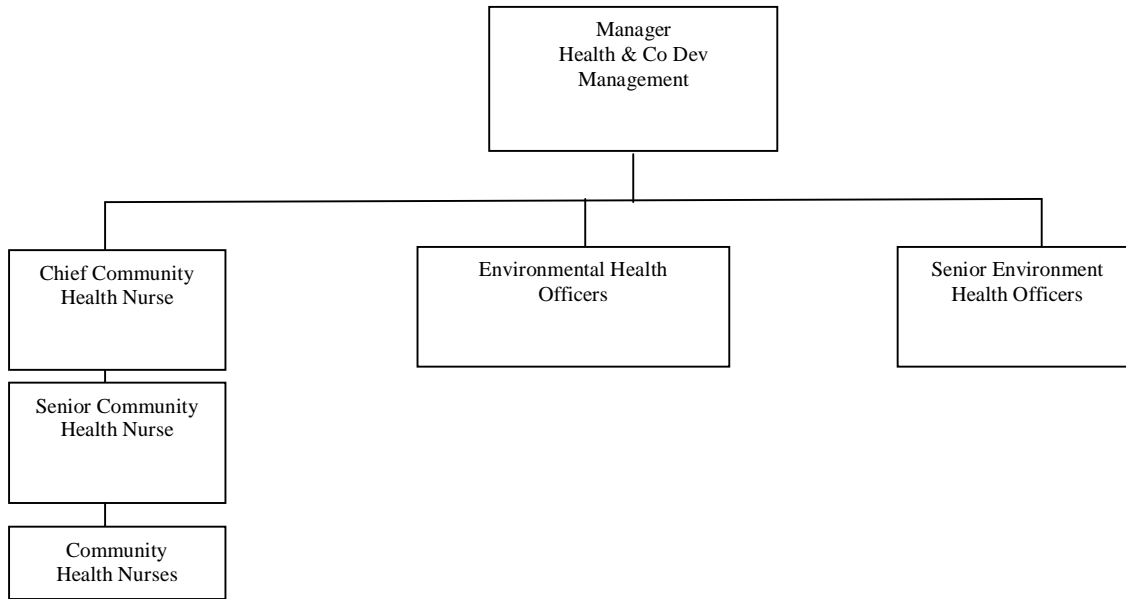 Manager
Health & Co Dev
Management
Chief Community
Health Nurse
Environmental Health
Officers
Senior Environment
Health Officers
Senior Community
Health Nurse
Community
Health Nurses